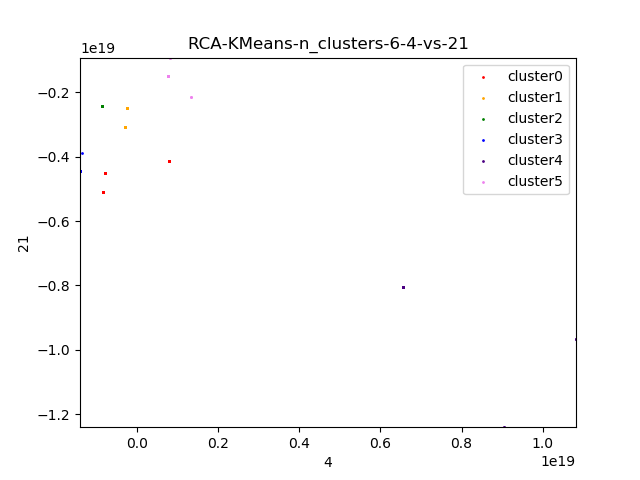 RCA-KMeans-n_clusters-6-4-vs-21
1e19
cluster0
cluster1
cluster2
cluster3
cluster4
cluster5
−0.2
−0.4
−0.6
−0.8
−1.0
−1.2
21
0.0 0.2 0.4 0.6 0.8 1.0
4
1e19